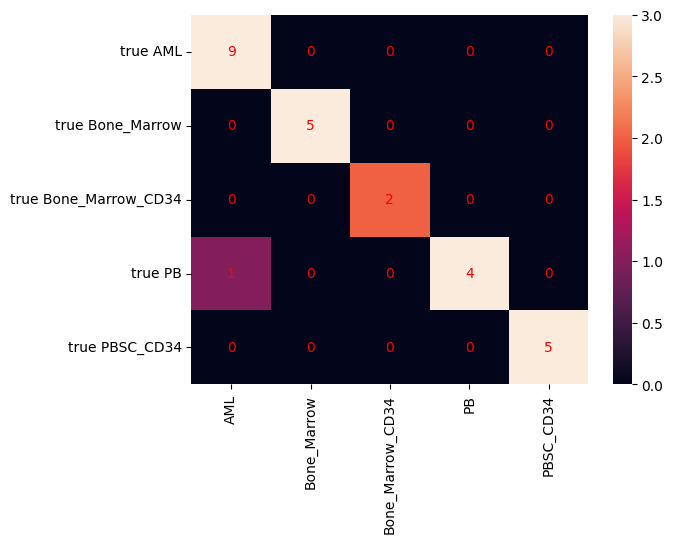 true AML 9 0 0 0 0
true Bone_Marrow 0 5 0 0 0
true Bone_Marrow_CD34 0 0 2 0 0
true PB 1 0 0 4 0
true PBSC_CD34 0 0 0 0 5
AML Bone_Marrow Bone_Marrow_CD34 PB PBSC_CD34
3.0
2.5
2.0
1.5
1.0
0.5
0.0